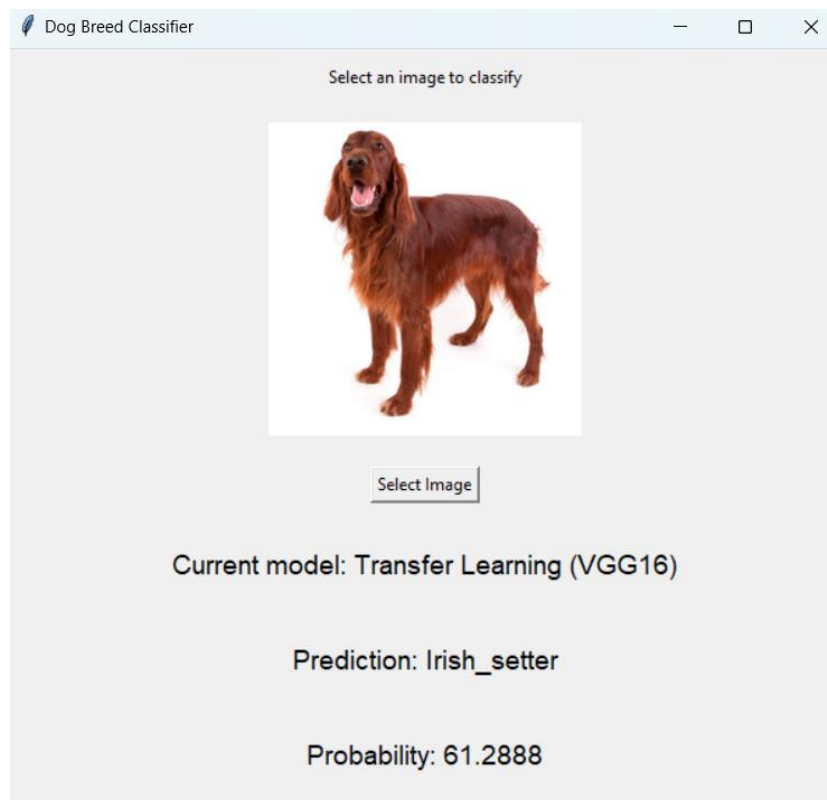 Dog Breed Classifier
Select an image to classify
Select Image
Current model: Transfer Learning (VGG16)
Prediction: Irish_setter
Probability: 61.2888